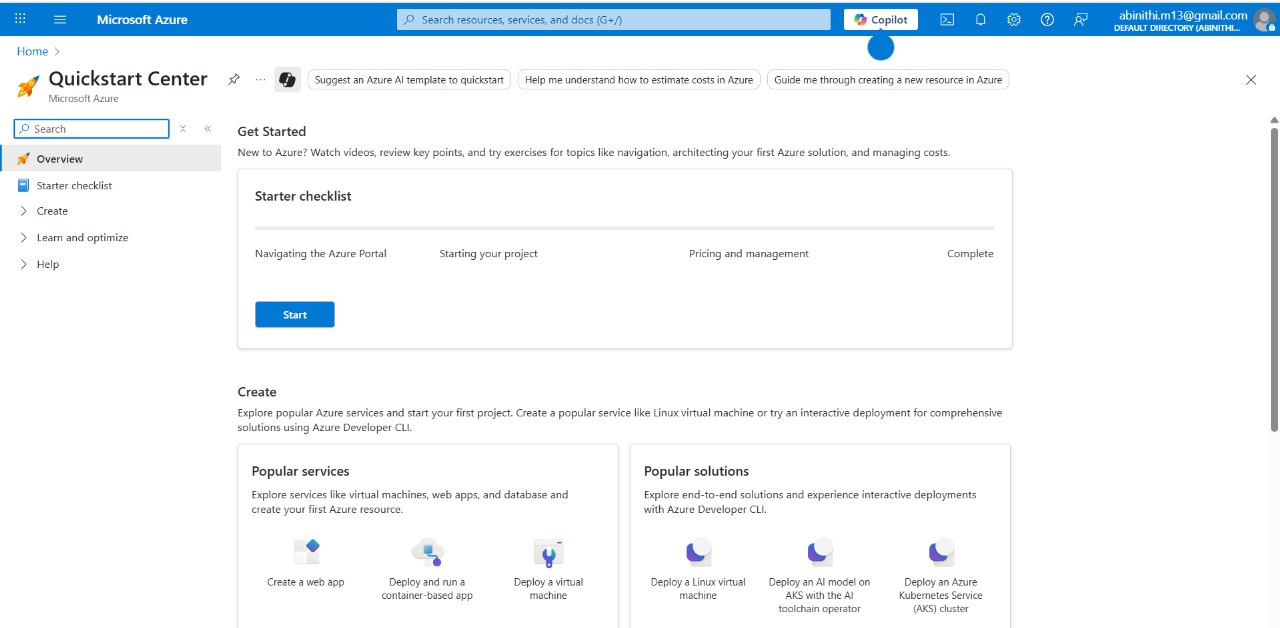 Microsoft Azure
Search resources, services, and docs (G+/)
Copilot
abinithi.m13@gmail.com
DEFAULT DIRECTORY (ABINITHI...
Home
Quickstart Center
Microsoft Azure
Suggest an Azure AI template to quickstart
Help me understand how to estimate costs in Azure
Guide me through creating a new resource in Azure
Search
Overview
Starter checklist
Create
Learn and optimize
Help
Get Started
New to Azure? Watch videos, review key points, and try exercises for topics like navigation, architecting your first Azure solution, and managing costs.
Starter checklist
Navigating the Azure Portal
Starting your project
Pricing and management
Complete
Start
Create
Explore popular Azure services and start your first project. Create a popular service like Linux virtual machine or try an interactive deployment for comprehensive
solutions using Azure Developer CLI.
Popular services
Explore services like virtual machines, web apps, and database and
create your first Azure resource.
Create a web app
Deploy and run a
container-based app
Deploy a virtual
machine
Popular solutions
Explore end-to-end solutions and experience interactive deployments
with Azure Developer CLI.
Deploy a Linux virtual
machine
Deploy an AI model on
AKS with the AI
toolchain operator
Deploy an Azure
Kubernetes Service
(AKS) cluster